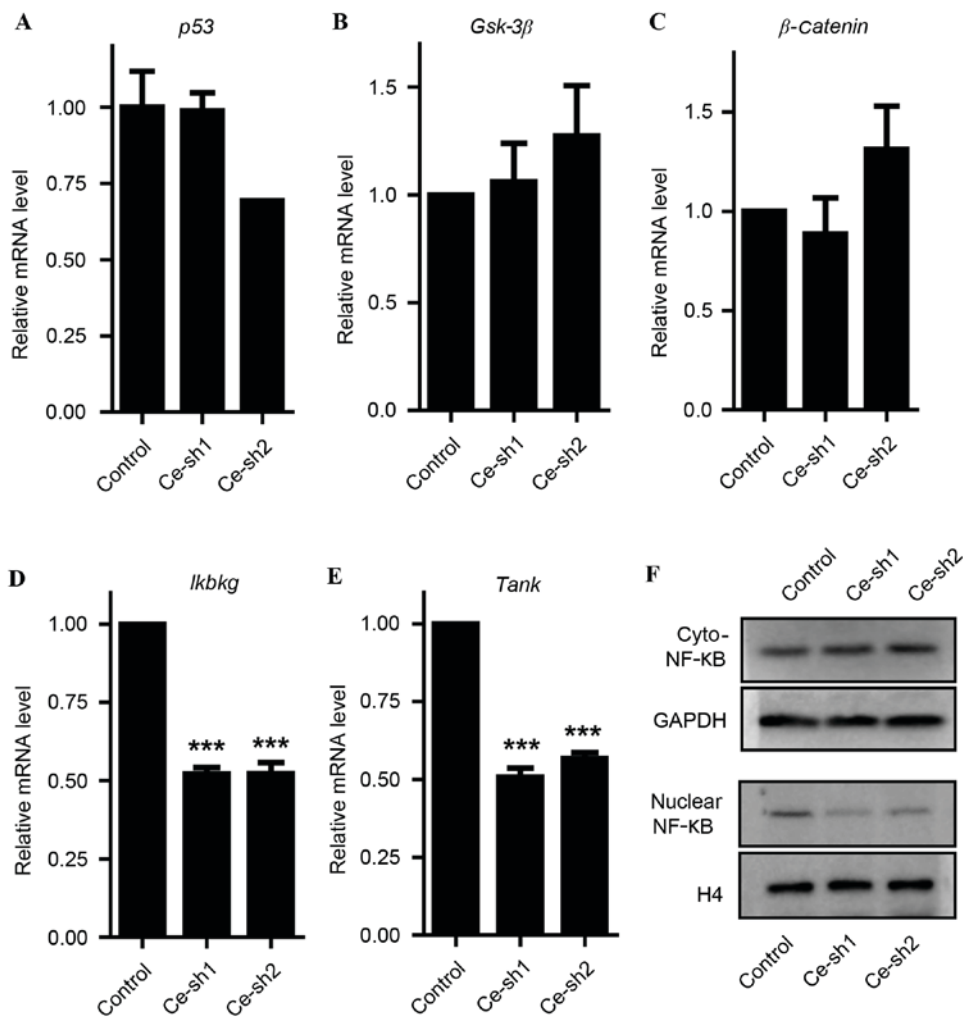 A
p53
Relative mRNA level
1.00
0.75
0.50
0.25
0.00
Control
Ce-sh1
Ce-sh2
B
Gsk-3β
Relative mRNA level
1.5
1.0
0.5
0.0
Control
Ce-sh1
Ce-sh2
C
β-catenin
Relative mRNA level
1.5
1.0
0.5
0.0
Control
Ce-sh1
Ce-sh2
D
Ikbkg
Relative mRNA level
1.00
0.75
0.50
0.25
0.00
***
***
Control
Ce-sh1
Ce-sh2
E
Tank
Relative mRNA level
1.00
0.75
0.50
0.25
0.00
***
***
Control
Ce-sh1
Ce-sh2
F
Control
Ce-sh1
Ce-sh2
Cyto-
NF-KB
GAPDH
Nuclear
NF-KB
H4
Control
Ce-sh1
Ce-sh2